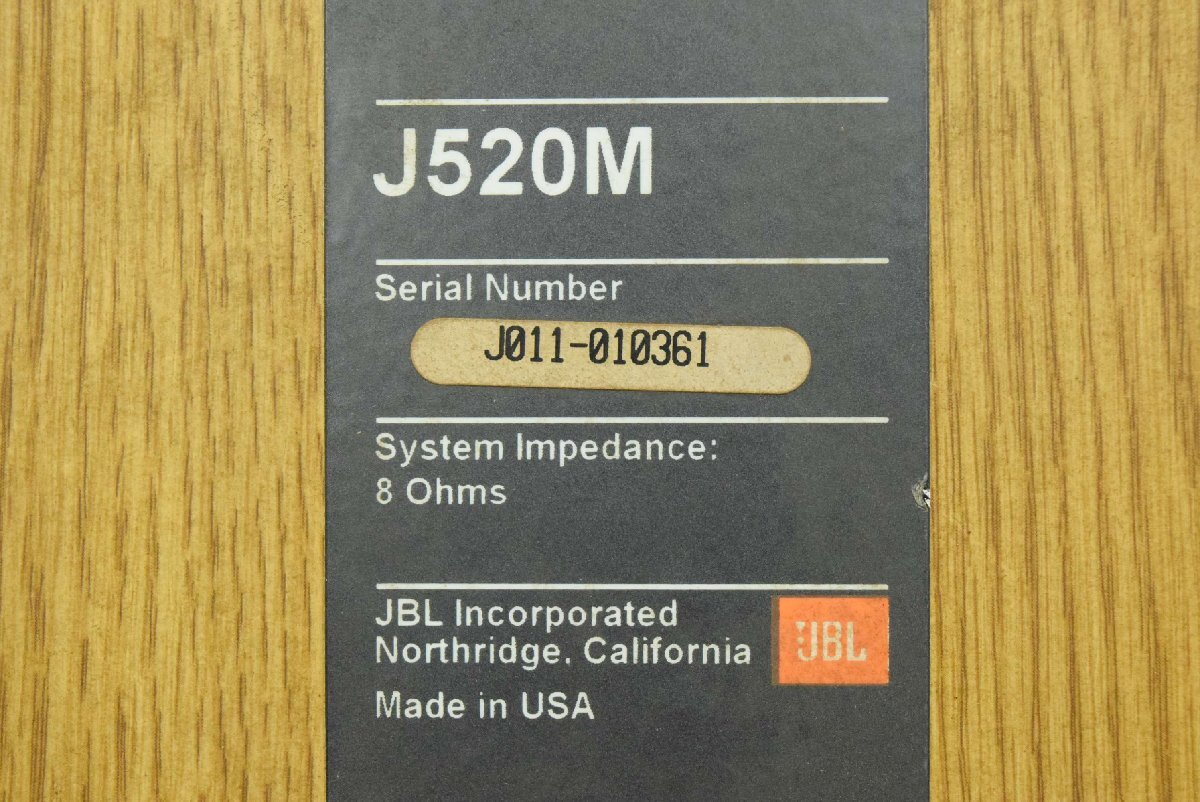 J520M
Serial Number
J011-010361
System Impedance:
8 Ohms
JBL Incorporated
Northridge, California
JBL
Made in USA